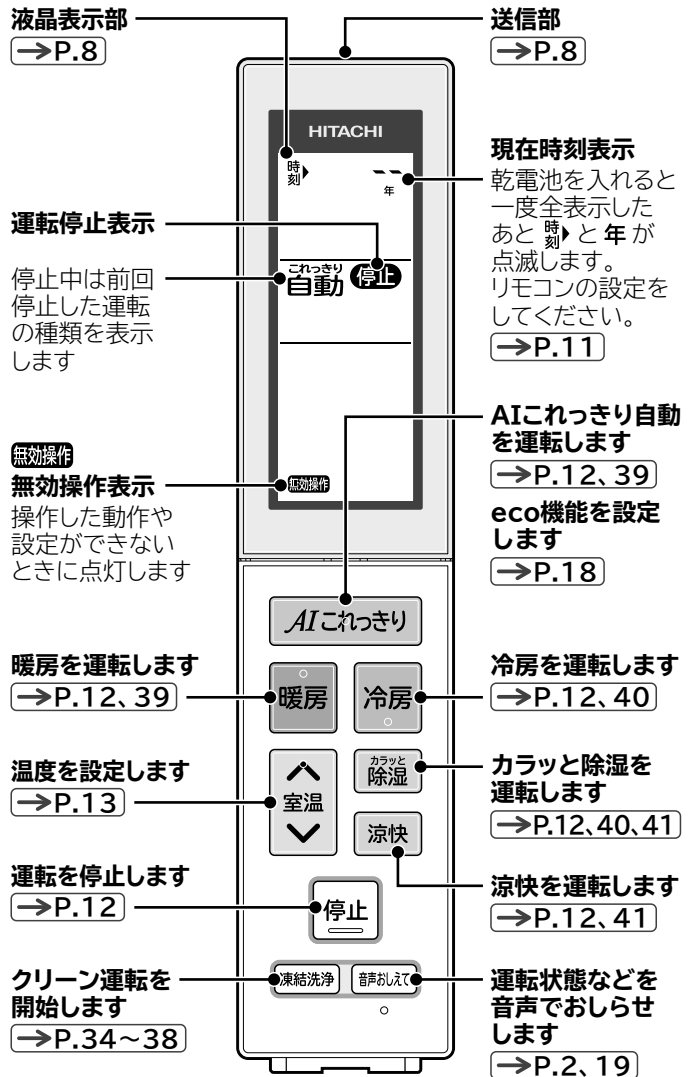 液晶表示部
→P.8
送信部
→P.8
HITACHI
時刻
年
現在時刻表示
乾電池を入れると
一度全表示した
あと 時刻 と 年 が
点滅します。
リモコンの設定を
してください。
→P.11
運転停止表示
停止中は前回
停止した運転
の種類を表示
します
これっきり
自動 停止
AIこれっきり自動
を運転します
→P.12、39
eco機能を設定
します
→P.18
無効操作
無効操作表示
操作した動作や
設定ができない
ときに点灯します
無効操作
AIこれっきり
暖房を運転します
→P.12、39
暖房
冷房
冷房を運転します
→P.12、40
温度を設定します
→P.13
室温
カラッと
除湿
涼快
カラッと除湿を
運転します
→P.12、40、41
運転を停止します
→P.12
停止
涼快を運転します
→P.12、41
クリーン運転を
開始します
→P.34～38
凍結洗浄
音声おしえて
運転状態などを
音声でおしらせ
します
→P.2、19